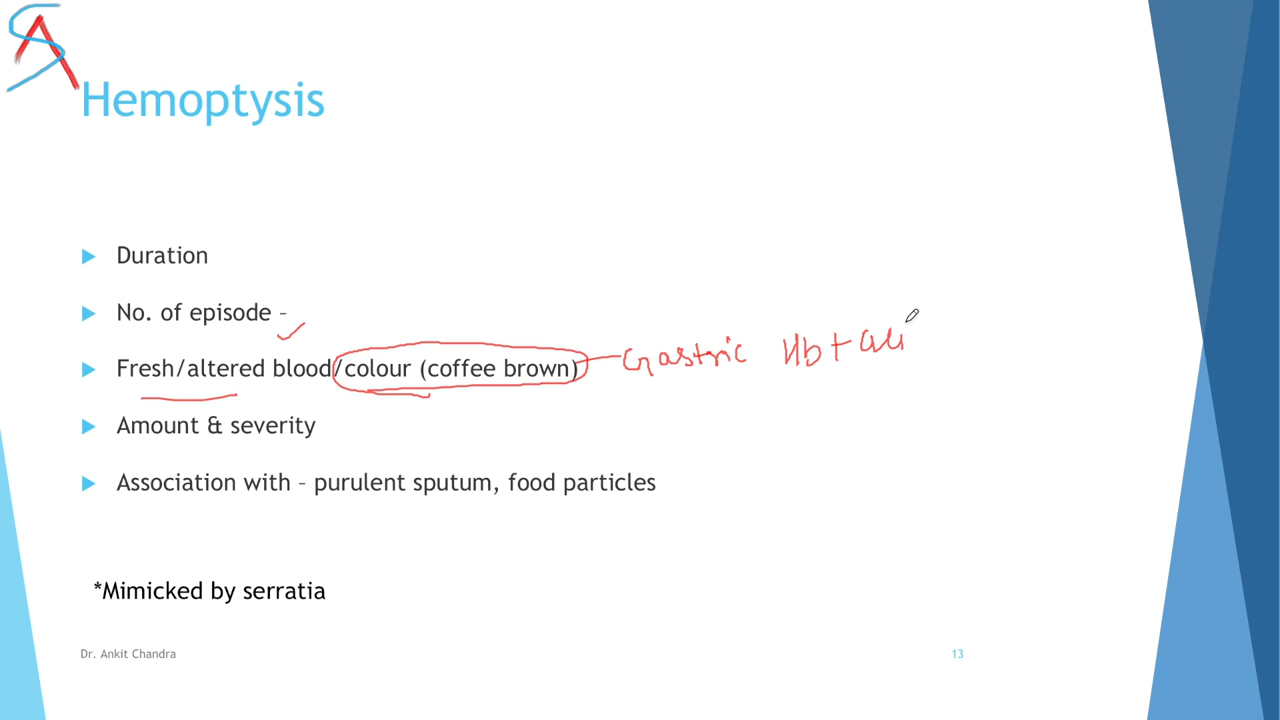 Hemoptysis
Duration
No. of episode -
Fresh/altered blood/colour (coffee brown) Gastric Hb+
Amount & severity
Association with – purulent sputum, food particles
*Mimicked by serratia
Dr. Ankit Chandra
13